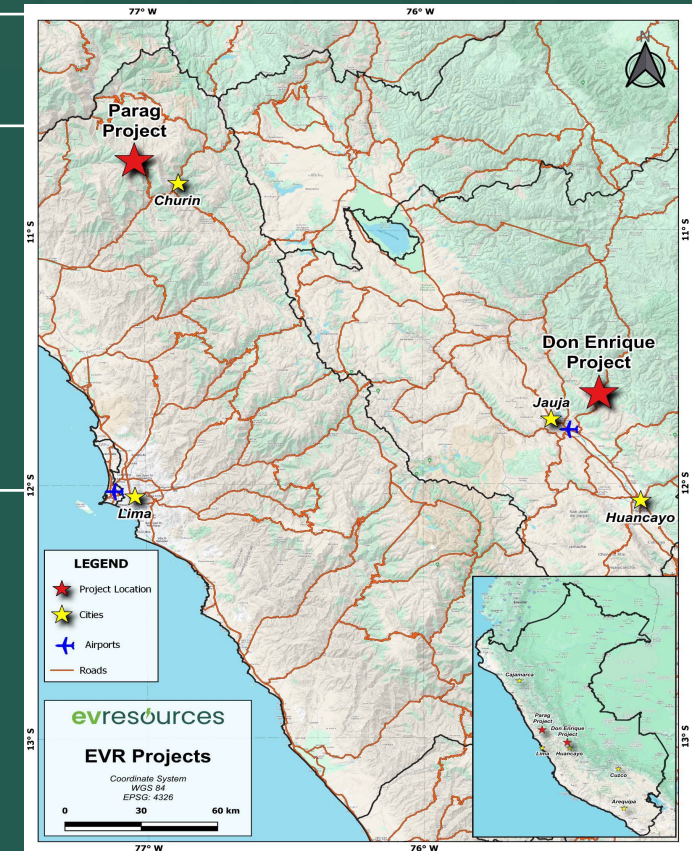 77° W
76° W
Parag
Project
Churin
11° S
11° S
Don Enrique
Project
Jauja
12° S
12° S
Lima
Huancayo
LEGEND
Project Location
Cities
Airports
Roads
evresources
EVR Projects
Coordinate System
WGS 84
EPSG: 4326
0 30 60 km
13° S
13° S
Cajamarca
Parag
Project
Don Enrique
Project
Lima
Huancayo
Cuzco
Arequipa
77° W
76° W